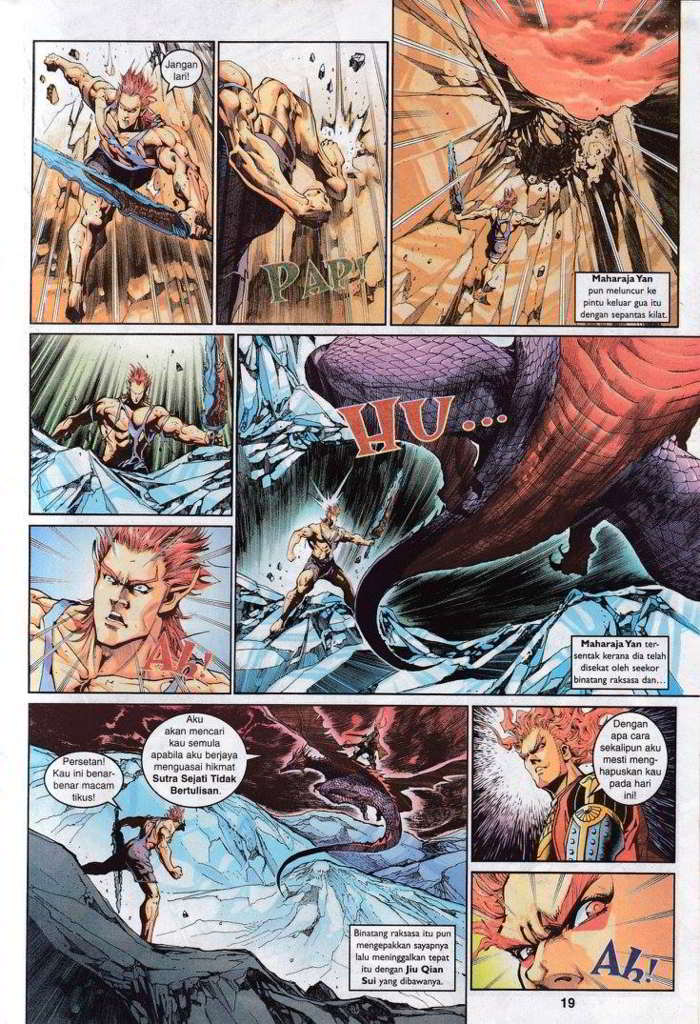 Jangan
lari!
PAP!
Maharaja Yan
pun meluncur ke
pintu keluar gua itu
dengan sepantas kilat.
HU...
Ah!
Maharaja Yan ter-
sentak kerana dia telah
disekat oleh seekor
binatang raksasa dan...
Persetan!
Kau ini benar-
benar macam
tikus!
Aku
akan mencari
kau semula
apabila aku berjaya
menguasai hikmat
Sutra Sejati Tidak
Bertulisan.
Binatang raksasa itu pun
mengepakkan sayapnya
lalu meninggalkan tepat
itu dengan Jiu Qian
Sui yang dibawanya.
Dengan
apa cara
sekalipun aku
mesti meng-
hapuskan kau
pada hari
ini!
Ah!
19